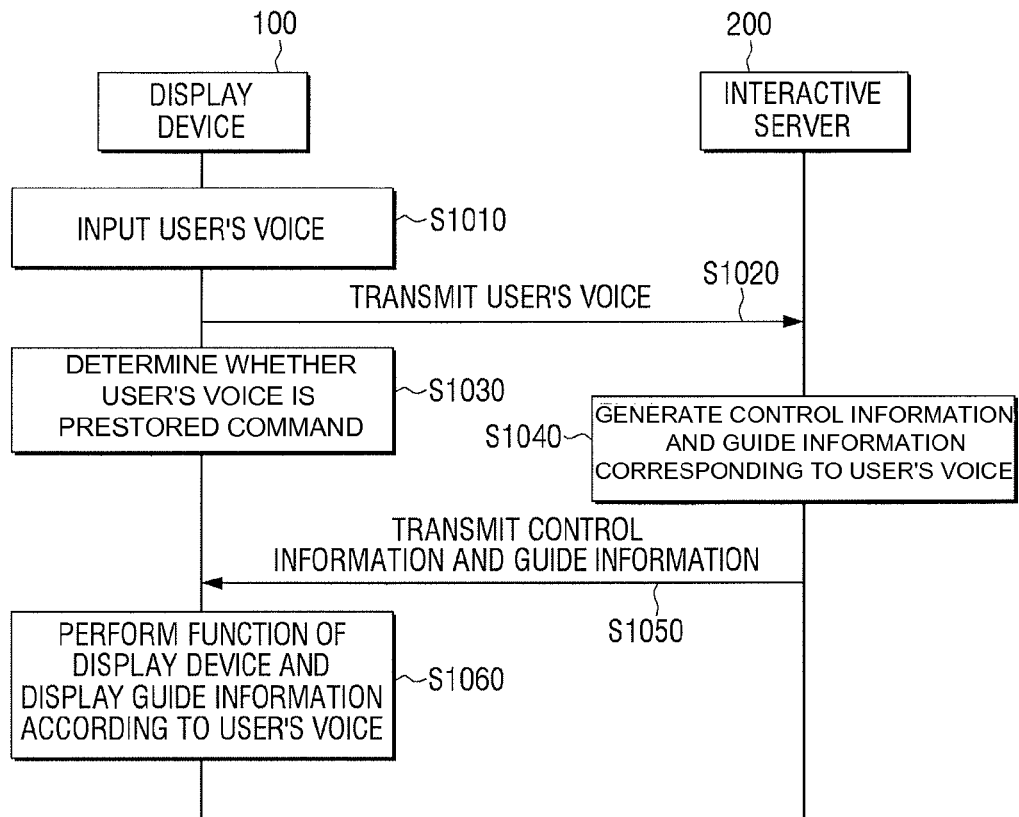 100
200
DISPLAY
DEVICE
INTERACTIVE
SERVER
INPUT USER'S VOICE
S1010
TRANSMIT USER'S VOICE
S1020
DETERMINE WHETHER
USER'S VOICE IS
PRESTORED COMMAND
S1030
S1040
GENERATE CONTROL INFORMATION
AND GUIDE INFORMATION
CORRESPONDING TO USER'S VOICE
TRANSMIT CONTROL
INFORMATION AND GUIDE INFORMATION
S1050
PERFORM FUNCTION OF
DISPLAY DEVICE AND
DISPLAY GUIDE INFORMATION
ACCORDING TO USER'S VOICE
S1060